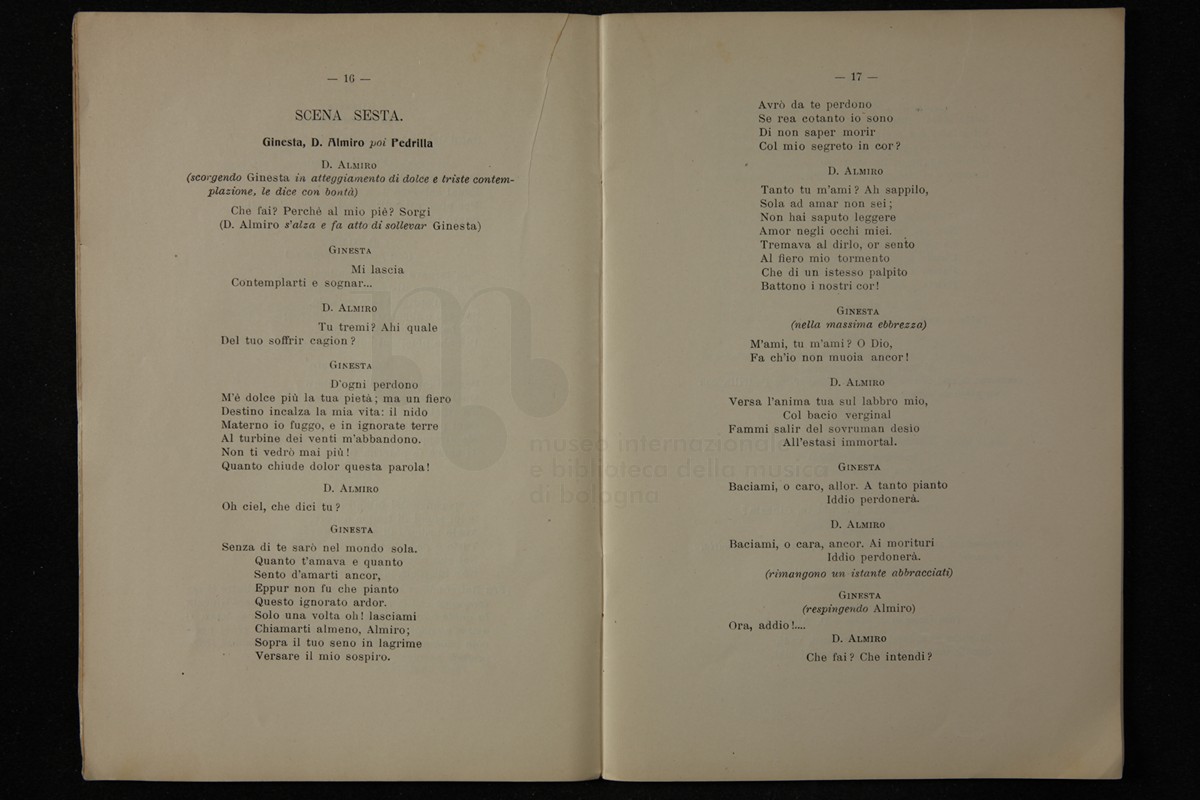 — 16 —
SCENA SESTA.
Ginesta, D. Almiro poi Pedrilla
D. ALMIRO
(scorgendo Ginesta in atteggiamento di dolce e triste contem-
plazione, le dice con bontà)
Che fai? Perchè al mio piè? Sorgi
(D. Almiro s'alza e fa atto di sollevar Ginesta)
GINESTA
Mi lascia
Contemplarti e sognar...
D. ALMIRO
Tu tremi? Ahi quale
Del tuo soffrir cagion?
GINESTA
D'ogni perdono
M'è dolce più la tua pietà; ma un fiero
Destino incalza la mia vita: il nido
Materno io fuggo, e in ignorate terre
Al turbine dei venti m'abbandono.
Non ti vedrò mai più!
Quanto chiude dolor questa parola!
D. ALMIRO
Oh ciel, che dici tu?
GINESTA
Senza di te sarò nel mondo sola.
Quanto t'amava e quanto
Sento d'amarti ancor,
Eppur non fu che pianto
Questo ignorato ardor.
Solo una volta oh! lasciami
Chiamarti almeno, Almiro;
Sopra il tuo seno in lagrime
Versare il mio sospiro.
— 17 —
Avrò da te perdono
Se rea cotanto io sono
Di non saper morir
Col mio segreto in cor?
D. ALMIRO
Tanto tu m'ami? Ah sappilo,
Sola ad amar non sei;
Non hai saputo leggere
Amor negli occhi miei.
Tremava al dirlo, or sento
Al fiero mio tormento
Che di un istesso palpito
Battono i nostri cor!
GINESTA
(nella massima ebbrezza)
M'ami, tu m'ami? O Dio,
Fa ch'io non muoia ancor!
D. ALMIRO
Versa l'anima tua sul labbro mio,
Col bacio verginal
Fammi salir del sovruman desio
All'estasi immortal.
GINESTA
Baciami, o caro, allor. A tanto pianto
Iddio perdonerà.
D. ALMIRO
Baciami, o cara, ancor. Ai morituri
Iddio perdonerà.
(rimangono un istante abbracciati)
GINESTA
(respingendo Almiro)
Ora, addio!....
D. ALMIRO
Che fai? Che intendi?
museo internazionale
e biblioteca della musica
di bologna